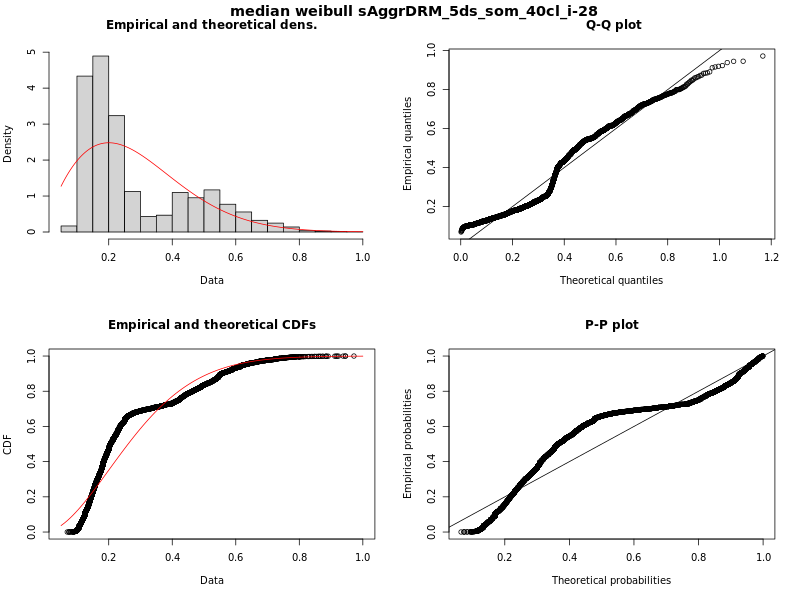 median weibull sAggrDRM_5ds_som_40cl_i-28
Empirical and theoretical dens.
Density
0 1 2 3 4 5
0.2 0.4 0.6 0.8 1.0
Data
Q-Q plot
Empirical quantiles
0.2 0.4 0.6 0.8 1.0
0.0 0.2 0.4 0.6 0.8 1.0 1.2
Theoretical quantiles
Empirical and theoretical CDFs
CDF
0.0 0.2 0.4 0.6 0.8 1.0
0.2 0.4 0.6 0.8 1.0
Data
P-P plot
Empirical probabilities
0.0 0.2 0.4 0.6 0.8 1.0
0.2 0.4 0.6 0.8 1.0
Theoretical probabilities